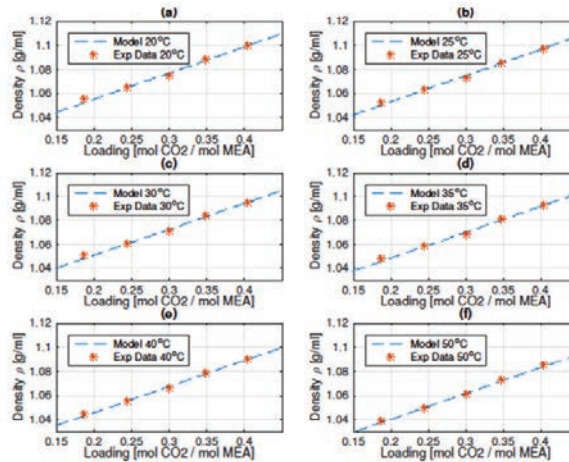 (a)
1.12
1.1
1.08
1.06
1.04
Density ρ [g/ml]
Model 20°C
Exp Data 20°C
0.15 0.2 0.25 0.3 0.35 0.4
Loading [mol CO2 / mol MEA]
(b)
1.12
1.1
1.08
1.06
1.04
Density ρ [g/ml]
Model 25°C
Exp Data 25°C
0.15 0.2 0.25 0.3 0.35 0.4
Loading [mol CO2 / mol MEA]
(c)
1.12
1.1
1.08
1.06
1.04
Density ρ [g/ml]
Model 30°C
Exp Data 30°C
0.15 0.2 0.25 0.3 0.35 0.4
Loading [mol CO2 / mol MEA]
(d)
1.12
1.1
1.08
1.06
1.04
Density ρ [g/ml]
Model 35°C
Exp Data 35°C
0.15 0.2 0.25 0.3 0.35 0.4
Loading [mol CO2 / mol MEA]
(e)
1.12
1.1
1.08
1.06
1.04
Density ρ [g/ml]
Model 40°C
Exp Data 40°C
0.15 0.2 0.25 0.3 0.35 0.4
Loading [mol CO2 / mol MEA]
(f)
1.12
1.1
1.08
1.06
1.04
Density ρ [g/ml]
Model 50°C
Exp Data 50°C
0.15 0.2 0.25 0.3 0.35 0.4
Loading [mol CO2 / mol MEA]